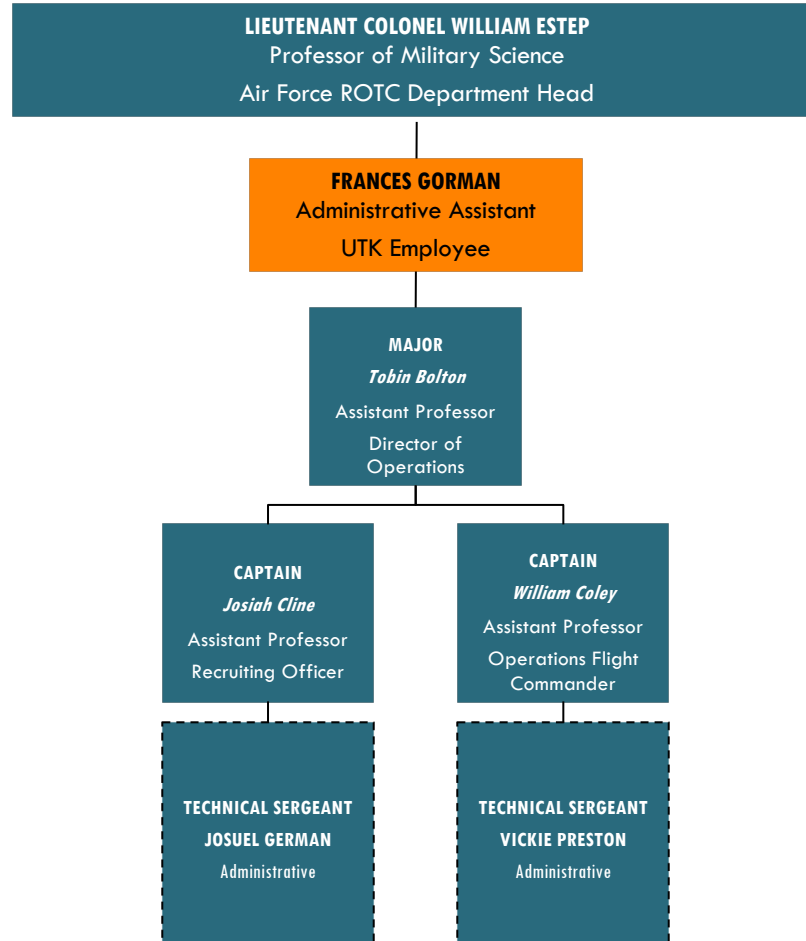 LIEUTENANT COLONEL WILLIAM ESTEP
Professor of Military Science
Air Force ROTC Department Head
FRANCES GORMAN
Administrative Assistant
UTK Employee
MAJOR
Tobin Bolton
Assistant Professor
Director of
Operations
CAPTAIN
Josiah Cline
Assistant Professor
Recruiting Officer
CAPTAIN
William Coley
Assistant Professor
Operations Flight
Commander
TECHNICAL SERGEANT
JOSUEL GERMAN
Administrative
TECHNICAL SERGEANT
VICKIE PRESTON
Administrative